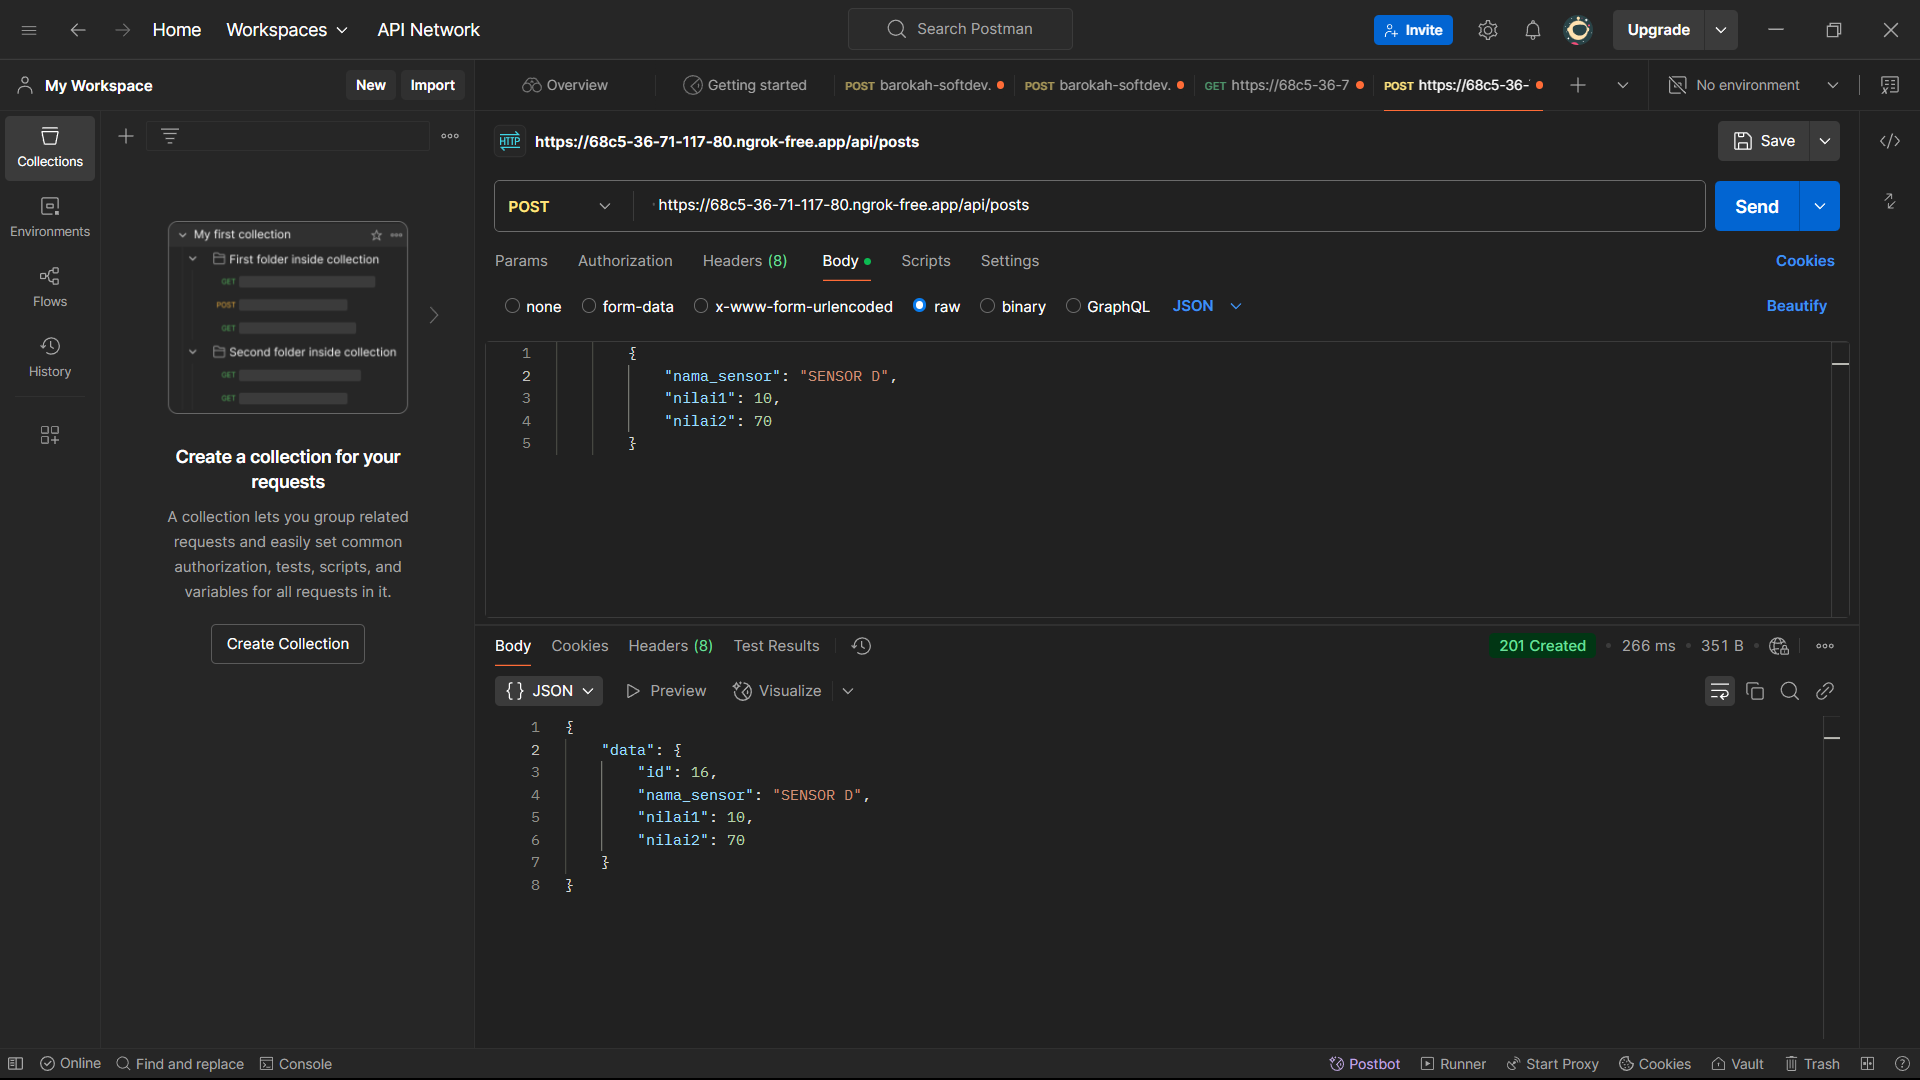 Home Workspaces API Network Search Postman Invite Upgrade
My Workspace New Import Overview Getting started POST barokah-softdev. POST barokah-softdev. GET https://68c5-36-7 POST https://68c5-36- No environment
Collections
Environments
Flows
History
My first collection
First folder inside collection
GET
POST
GET
Second folder inside collection
GET
GET
Create a collection for your
requests
A collection lets you group related
requests and easily set common
authorization, tests, scripts, and
variables for all requests in it.
Create Collection
HTTP https://68c5-36-71-117-80.ngrok-free.app/api/posts Save
POST https://68c5-36-71-117-80.ngrok-free.app/api/posts Send
Params Authorization Headers (8) Body Scripts Settings Cookies
none form-data x-www-form-urlencoded raw binary GraphQL JSON Beautify
1 {
2 "nama_sensor": "SENSOR D",
3 "nilai1": 10,
4 "nilai2": 70
5 }
Body Cookies Headers (8) Test Results 201 Created 266 ms 351 B
{} JSON Preview Visualize
1 {
2 "data": {
3 "id": 16,
4 "nama_sensor": "SENSOR D",
5 "nilai1": 10,
6 "nilai2": 70
7 }
8 }
Online Find and replace Console Postbot Runner Start Proxy Cookies Vault Trash